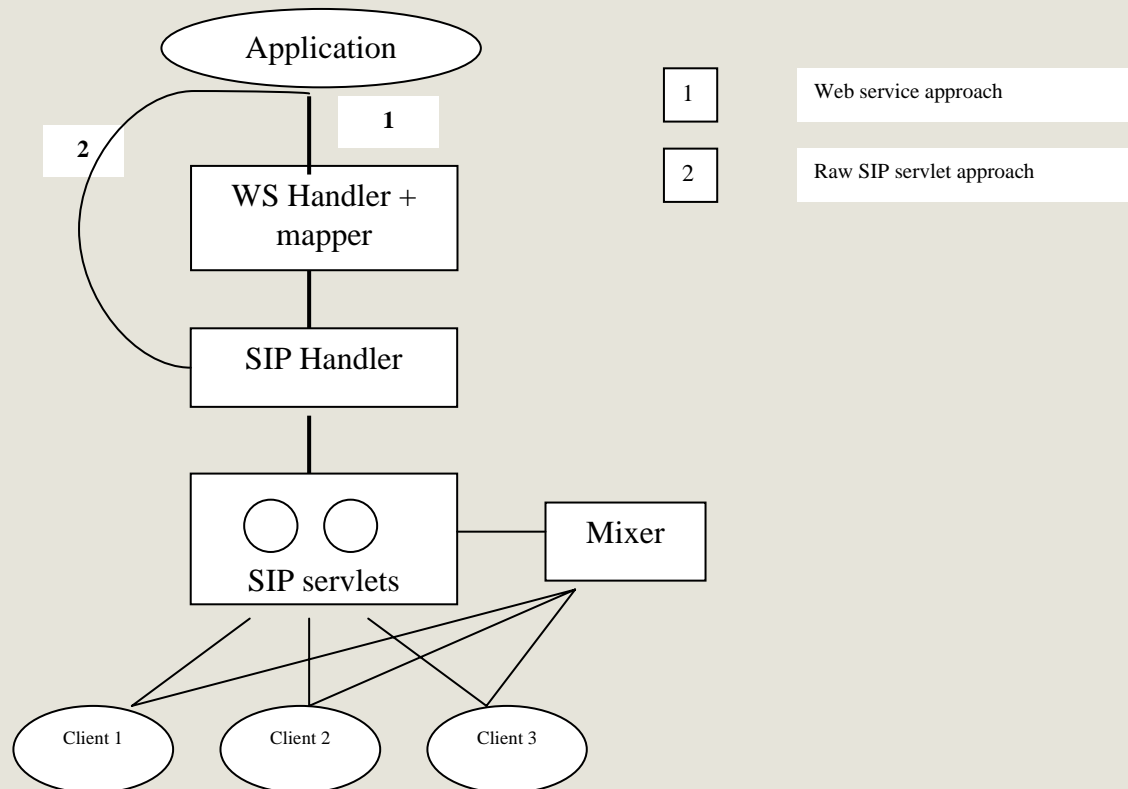 Application
1
2
WS Handler +
mapper
SIP Handler
SIP servlets
Mixer
Client 1
Client 2
Client 3
1
Web service approach
2
Raw SIP servlet approach